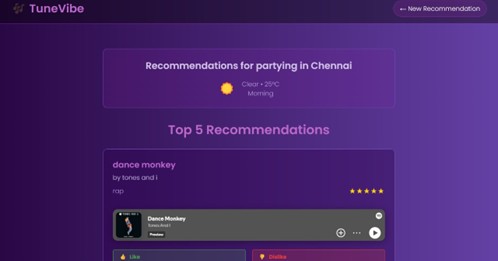 TuneVibe
← New Recommendation
Recommendations for partying in Chennai
Clear • 25°C
Morning
Top 5 Recommendations
dance monkey
by tones and i
rap
Dance Monkey
Tones And I
Preview
Like
Dislike